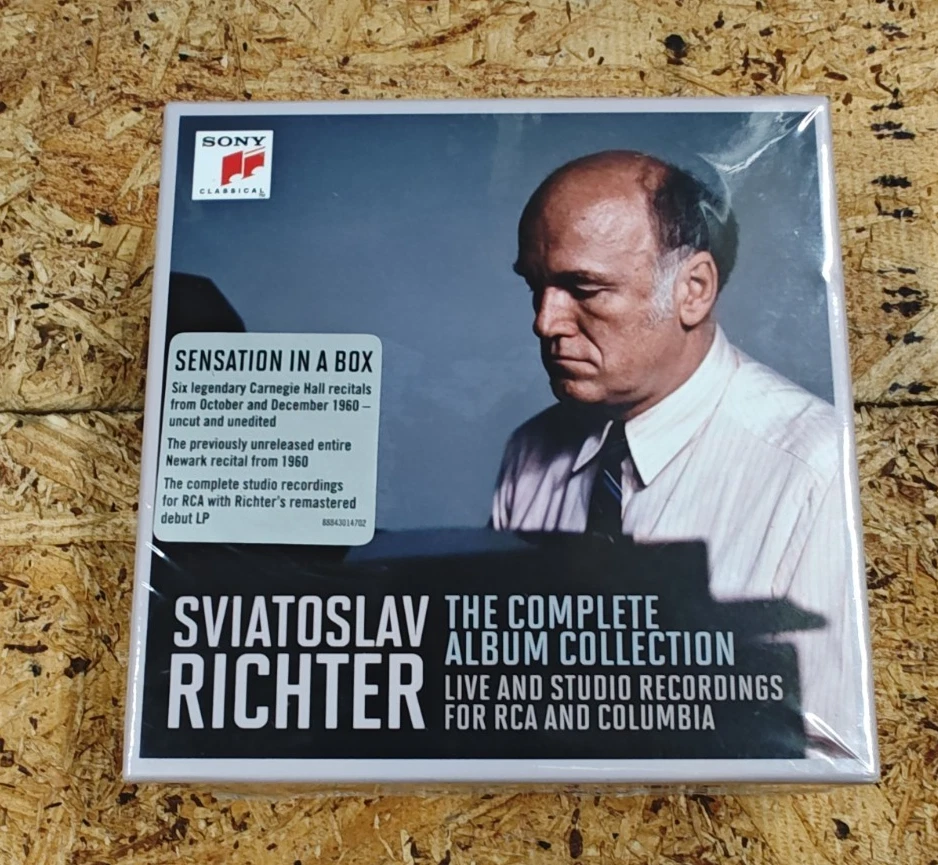 SONY
CLASSICAL
SENSATION IN A BOX
Six legendary Carnegie Hall recitals
from October and December 1960 –
uncut and unedited
The previously unreleased entire
Newark recital from 1960
The complete studio recordings
for RCA with Richter's remastered
debut LP
88843014702
SVIATOSLAV
RICHTER
THE COMPLETE
ALBUM COLLECTION
LIVE AND STUDIO RECORDINGS
FOR RCA AND COLUMBIA